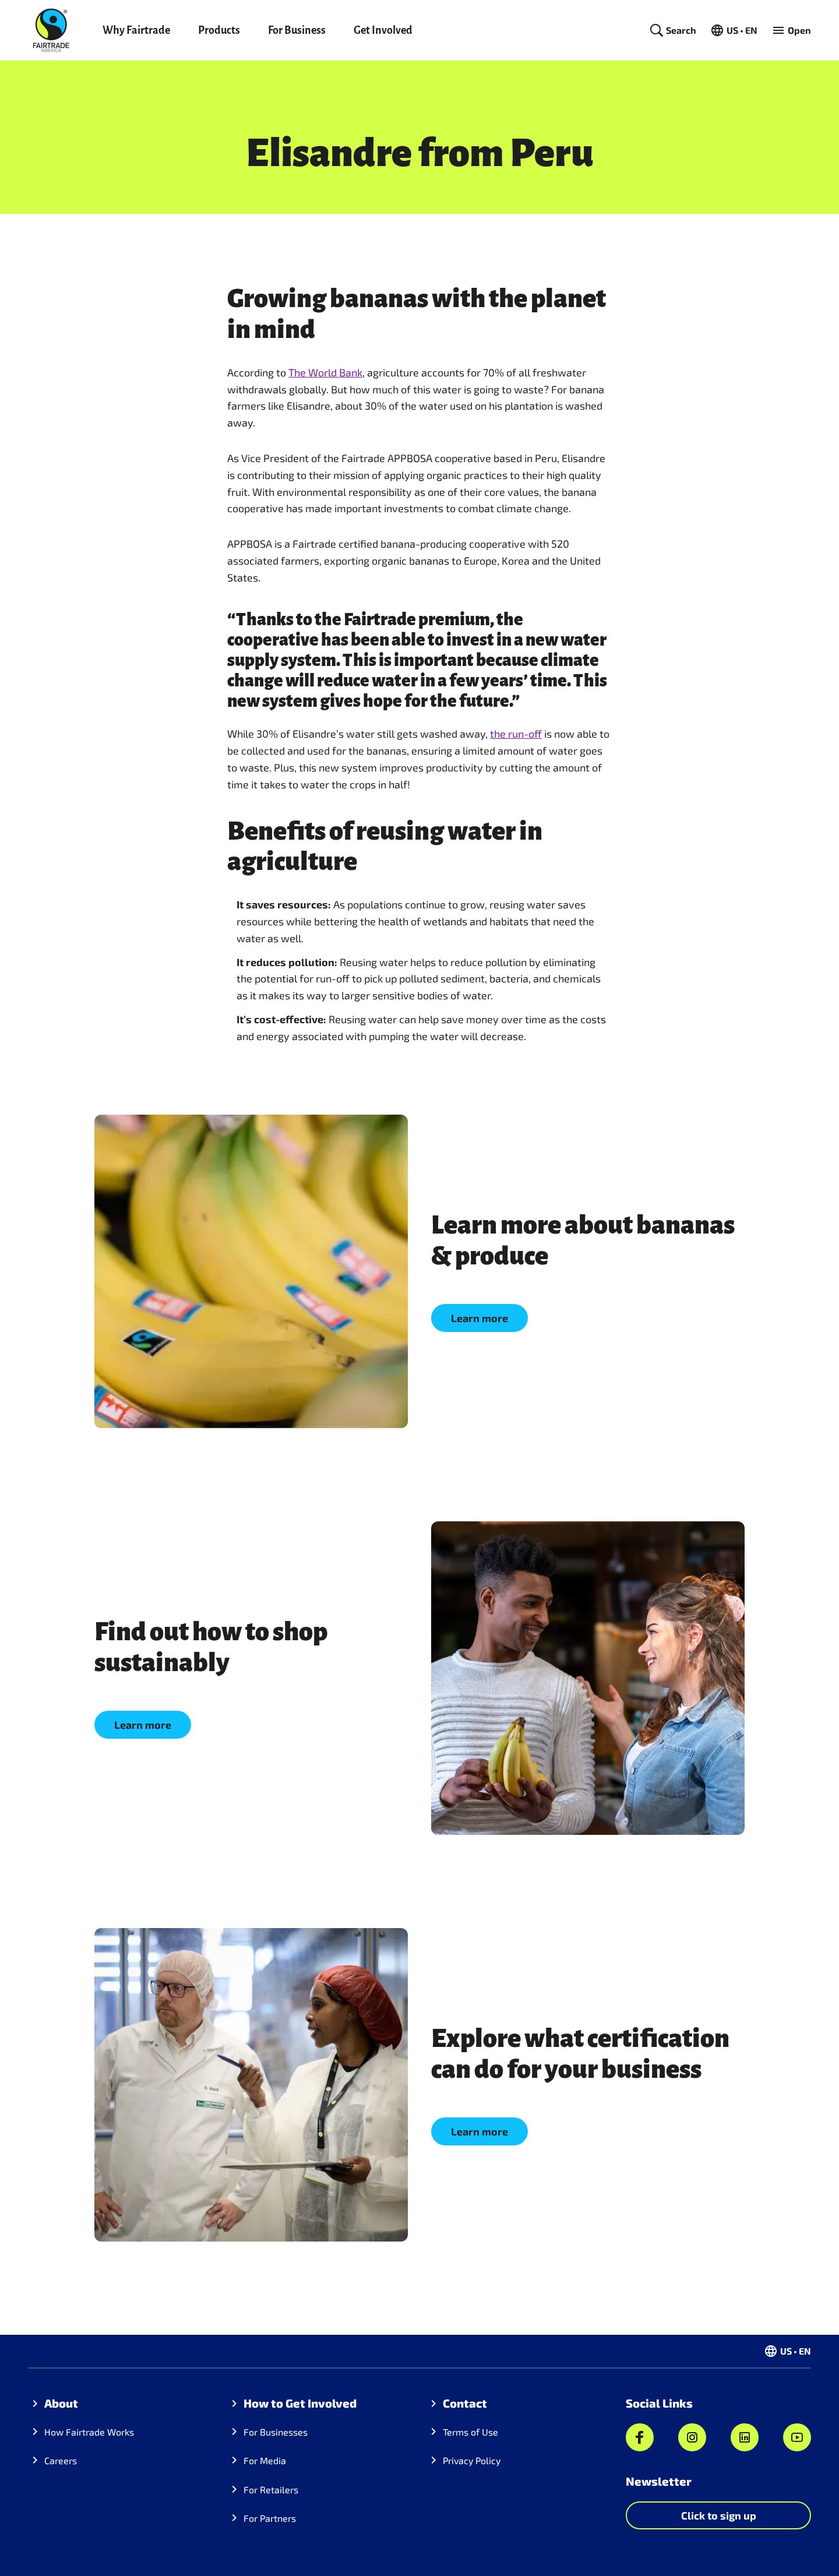 FAIRTRADE
AMERICA
Why Fairtrade
Products
For Business
Get Involved
Search
US • EN
Open
Elisandre from Peru
Growing bananas with the planet
in mind
According to The World Bank, agriculture accounts for 70% of all freshwater
withdrawals globally. But how much of this water is going to waste? For banana
farmers like Elisandre, about 30% of the water used on his plantation is washed
away.
As Vice President of the Fairtrade APPBOSA cooperative based in Peru, Elisandre
is contributing to their mission of applying organic practices to their high quality
fruit. With environmental responsibility as one of their core values, the banana
cooperative has made important investments to combat climate change.
APPBOSA is a Fairtrade certified banana-producing cooperative with 520
associated farmers, exporting organic bananas to Europe, Korea and the United
States.
“Thanks to the Fairtrade premium, the
cooperative has been able to invest in a new water
supply system. This is important because climate
change will reduce water in a few years’ time. This
new system gives hope for the future.”
While 30% of Elisandre’s water still gets washed away, the run-off is now able to
be collected and used for the bananas, ensuring a limited amount of water goes
to waste. Plus, this new system improves productivity by cutting the amount of
time it takes to water the crops in half!
Benefits of reusing water in
agriculture
It saves resources: As populations continue to grow, reusing water saves
resources while bettering the health of wetlands and habitats that need the
water as well.
It reduces pollution: Reusing water helps to reduce pollution by eliminating
the potential for run-off to pick up polluted sediment, bacteria, and chemicals
as it makes its way to larger sensitive bodies of water.
It’s cost-effective: Reusing water can help save money over time as the costs
and energy associated with pumping the water will decrease.
Learn more about bananas
& produce
Learn more
Find out how to shop
sustainably
Learn more
Explore what certification
can do for your business
Learn more
US • EN
About
How Fairtrade Works
Careers
How to Get Involved
For Businesses
For Media
For Retailers
For Partners
Contact
Terms of Use
Privacy Policy
Social Links
Newsletter
Click to sign up